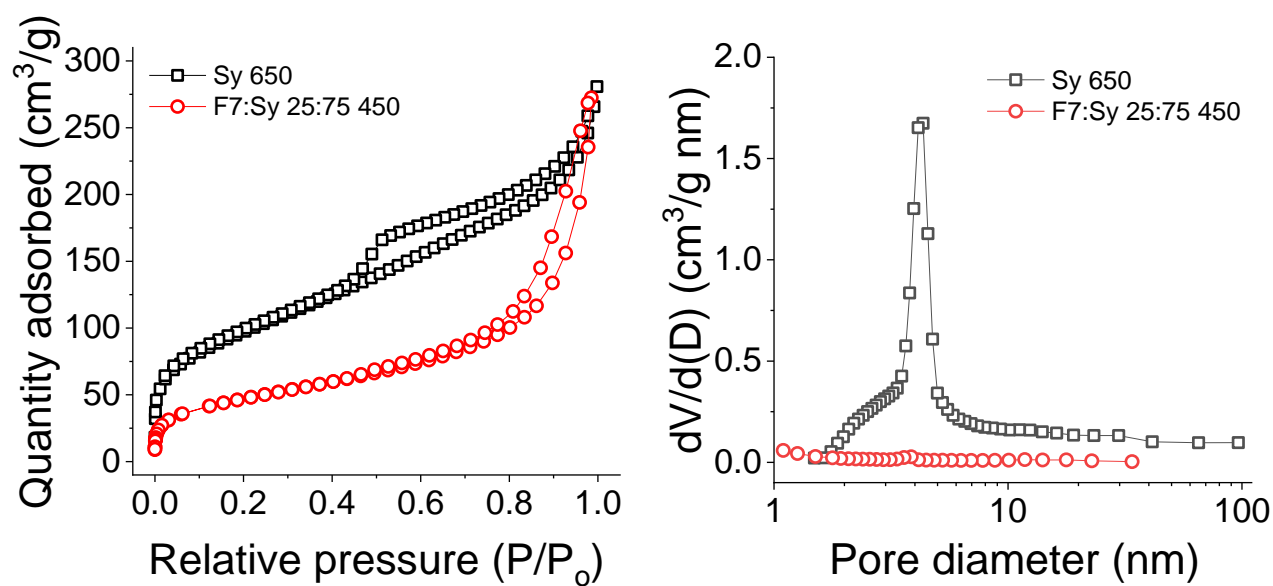 Quantity adsorbed (cm³/g)
300
250
200
150
100
50
0
Sy 650
F7:Sy 25:75 450
0.0 0.2 0.4 0.6 0.8 1.0
Relative pressure (P/Pₒ)
dV/d(D) (cm³/g nm)
2.0
1.5
1.0
0.5
0.0
Sy 650
F7:Sy 25:75 450
1 10 100
Pore diameter (nm)